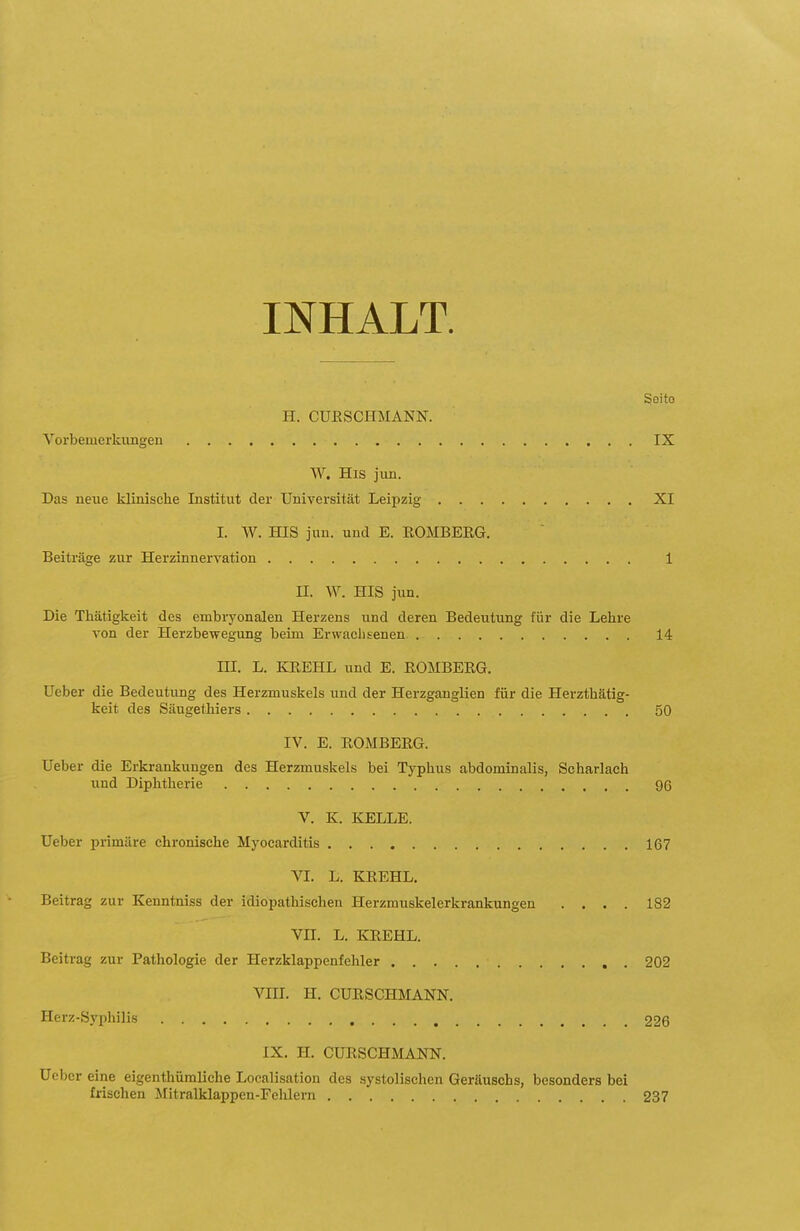 INHALT.
Seite
H. CURSCHMANN.
Vorbemerkungen . . . . . . . . . . . . . . . . . . . . . . IX
W. His jun.
Das neue klinische Institut der Universität Leipzig . . . . . . . . . . XI
I. W. HIS jun. und E. ROMBERG.
Beiträge zur Herzinnervation . . . . . . . . . . . . . . . . . . 1
II. W. HIS jun.
Die Thätigkeit des embryonalen Herzens und deren Bedeutung für die Lehre
von der Herzbewegung beim Erwachsenen . . . . . . . . . . . 14
III. L. KREHL und E. ROMBERG.
Ueber die Bedeutung des Herzmuskels und der Herzganglien für die Herzthätig-
keit des Säugethiers . . . . . . . . . . . . . . . . . . . 50
IV. E. ROMBERG.
Ueber die Erkrankungen des Herzmuskels bei Typhus abdominalis, Scharlach
und Diphtherie . . . . . . . . . . . . . . . . . . . . 96
V. K. KELLE.
Ueber primäre chronische Myocarditis . . . . . . . . . . . . . . . 167
VI. L. KREHL.
Beitrag zur Kenntniss der idiopathischen Herzmuskelerkrankungen . . . . 182
VII. L. KREHL.
Beitrag zur Pathologie der Herzklappenfehler . . . . . . . . . . . . 202
VIII. H. CURSCHMANN.
Herz-Syphilis . . . . . . . . . . . . . . . . . . . . . . . 226
IX. H. CURSCHMANN.
Ueber eine eigenthümliche Localisation des systolischen Geräuschs, besonders bei
frischen Mitralklappen-Fehlern . . . . . . . . . . . . . . . 237